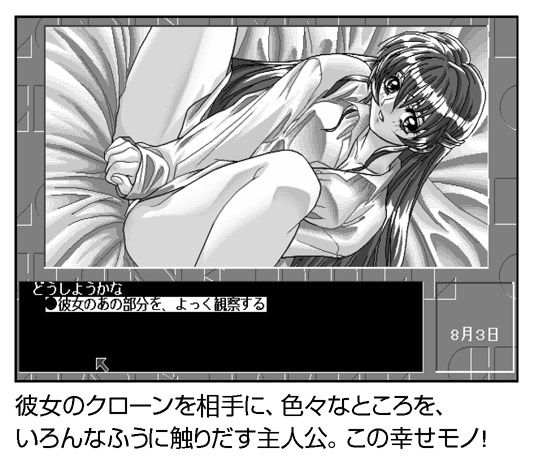 どうしようかな
●彼女のあの部分を、よっく観察する
8月3日
彼女のクローンを相手に、色々なところを、
いろんなふうに触りだす主人公。この幸せモノ!